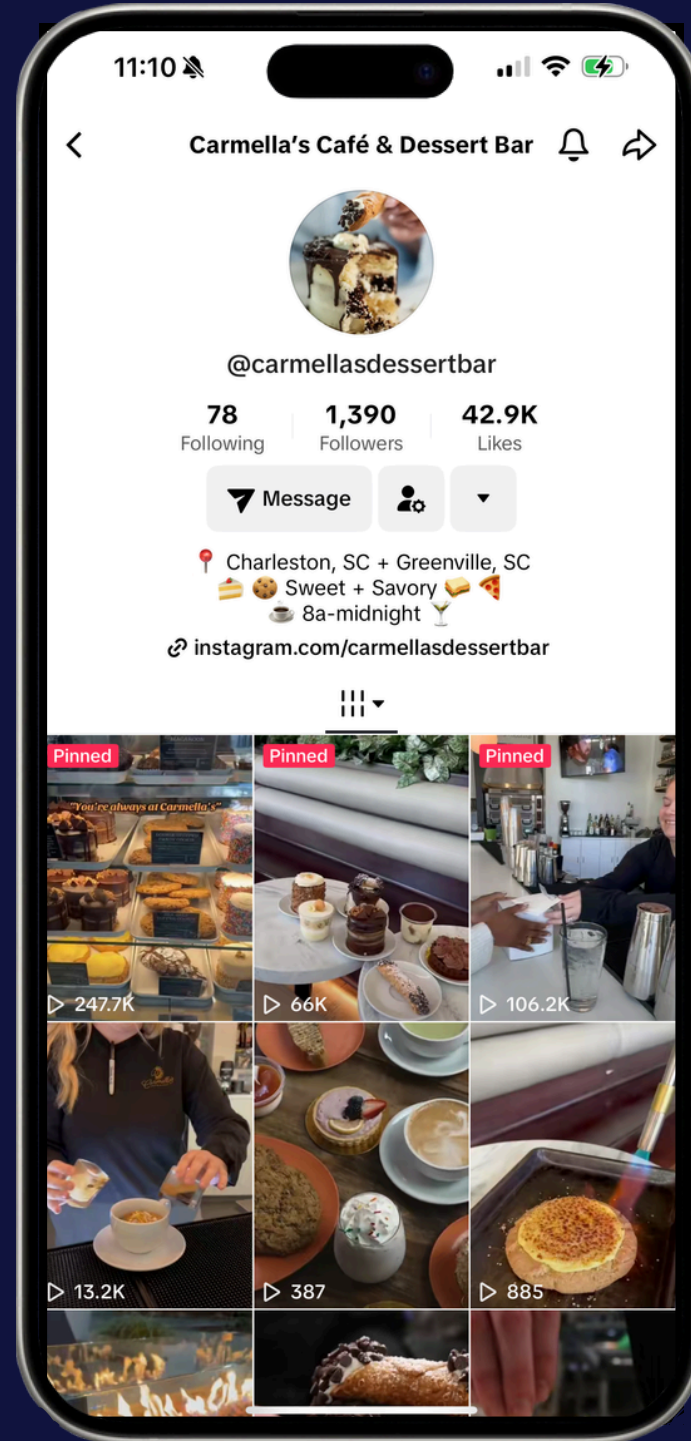 11:10
Carmella's Café & Dessert Bar
@carmellasdessertbar
78
Following
1,390
Followers
42.9K
Likes
Message
📍 Charleston, SC + Greenville, SC
🍰 🍪 Sweet + Savory 🥪 🍕
☕ 8a-midnight 🍸
instagram.com/carmellasdessertbar
Pinned
"You're always at Carmella's"
247.7K
Pinned
66K
Pinned
106.2K
13.2K
387
885